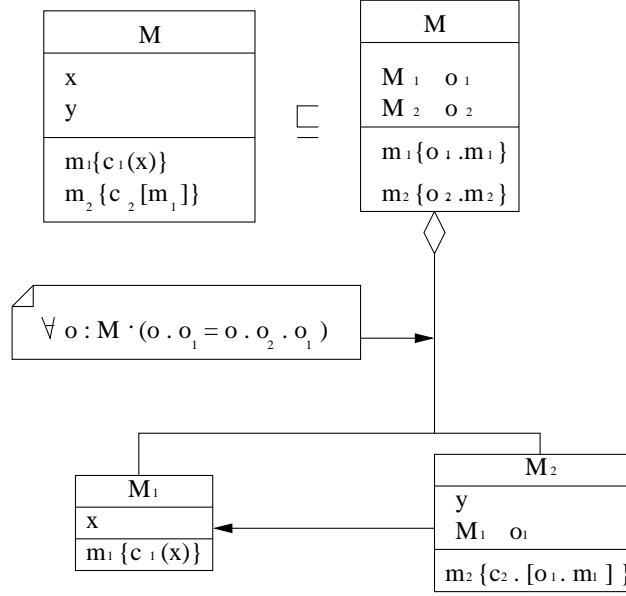 M
x
y
m₁{c₁(x)}
m₂{c₂[m₁]}
⊑
M
M₁ o₁
M₂ o₂
m₁{o₁.m₁}
m₂{o₂.m₂}
∀ o : M · (o . o₁ = o . o₂ . o₁)
M₁
x
m₁{c₁(x)}
M₂
y
M₁ o₁
m₂{c₂. [o₁. m₁] }